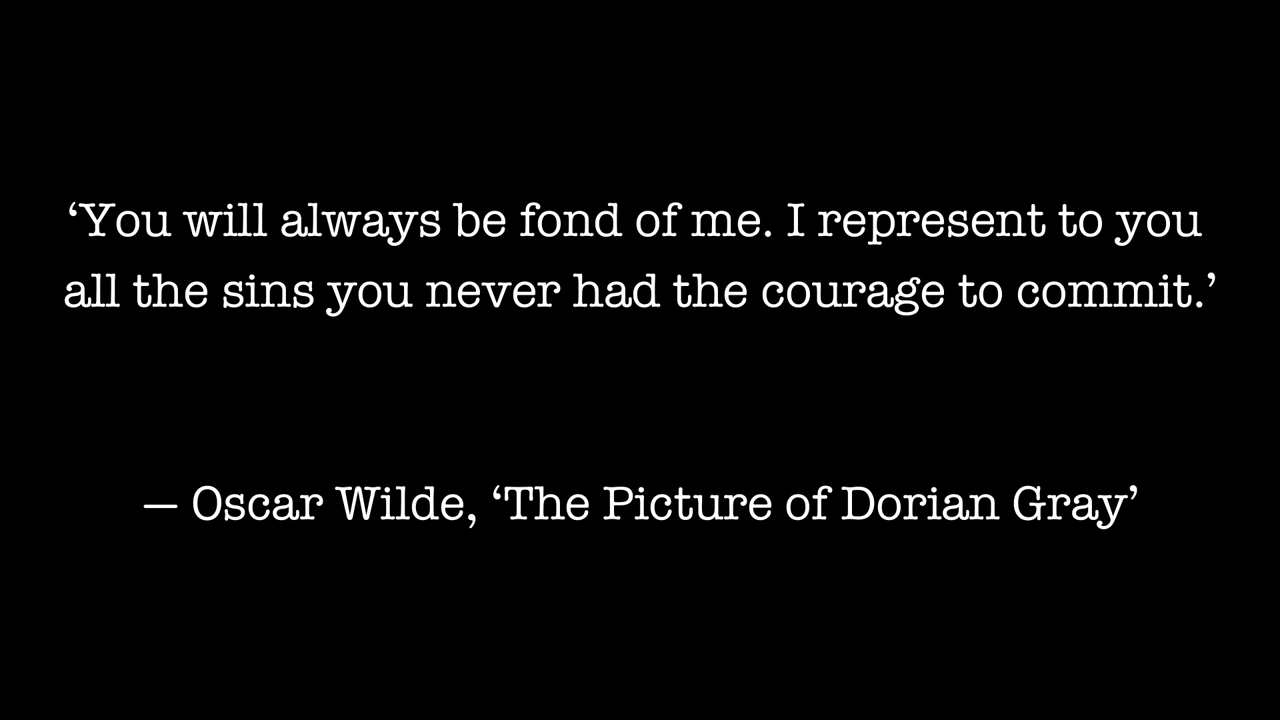 ‘You will always be fond of me. I represent to you
all the sins you never had the courage to commit.’
— Oscar Wilde, ‘The Picture of Dorian Gray’